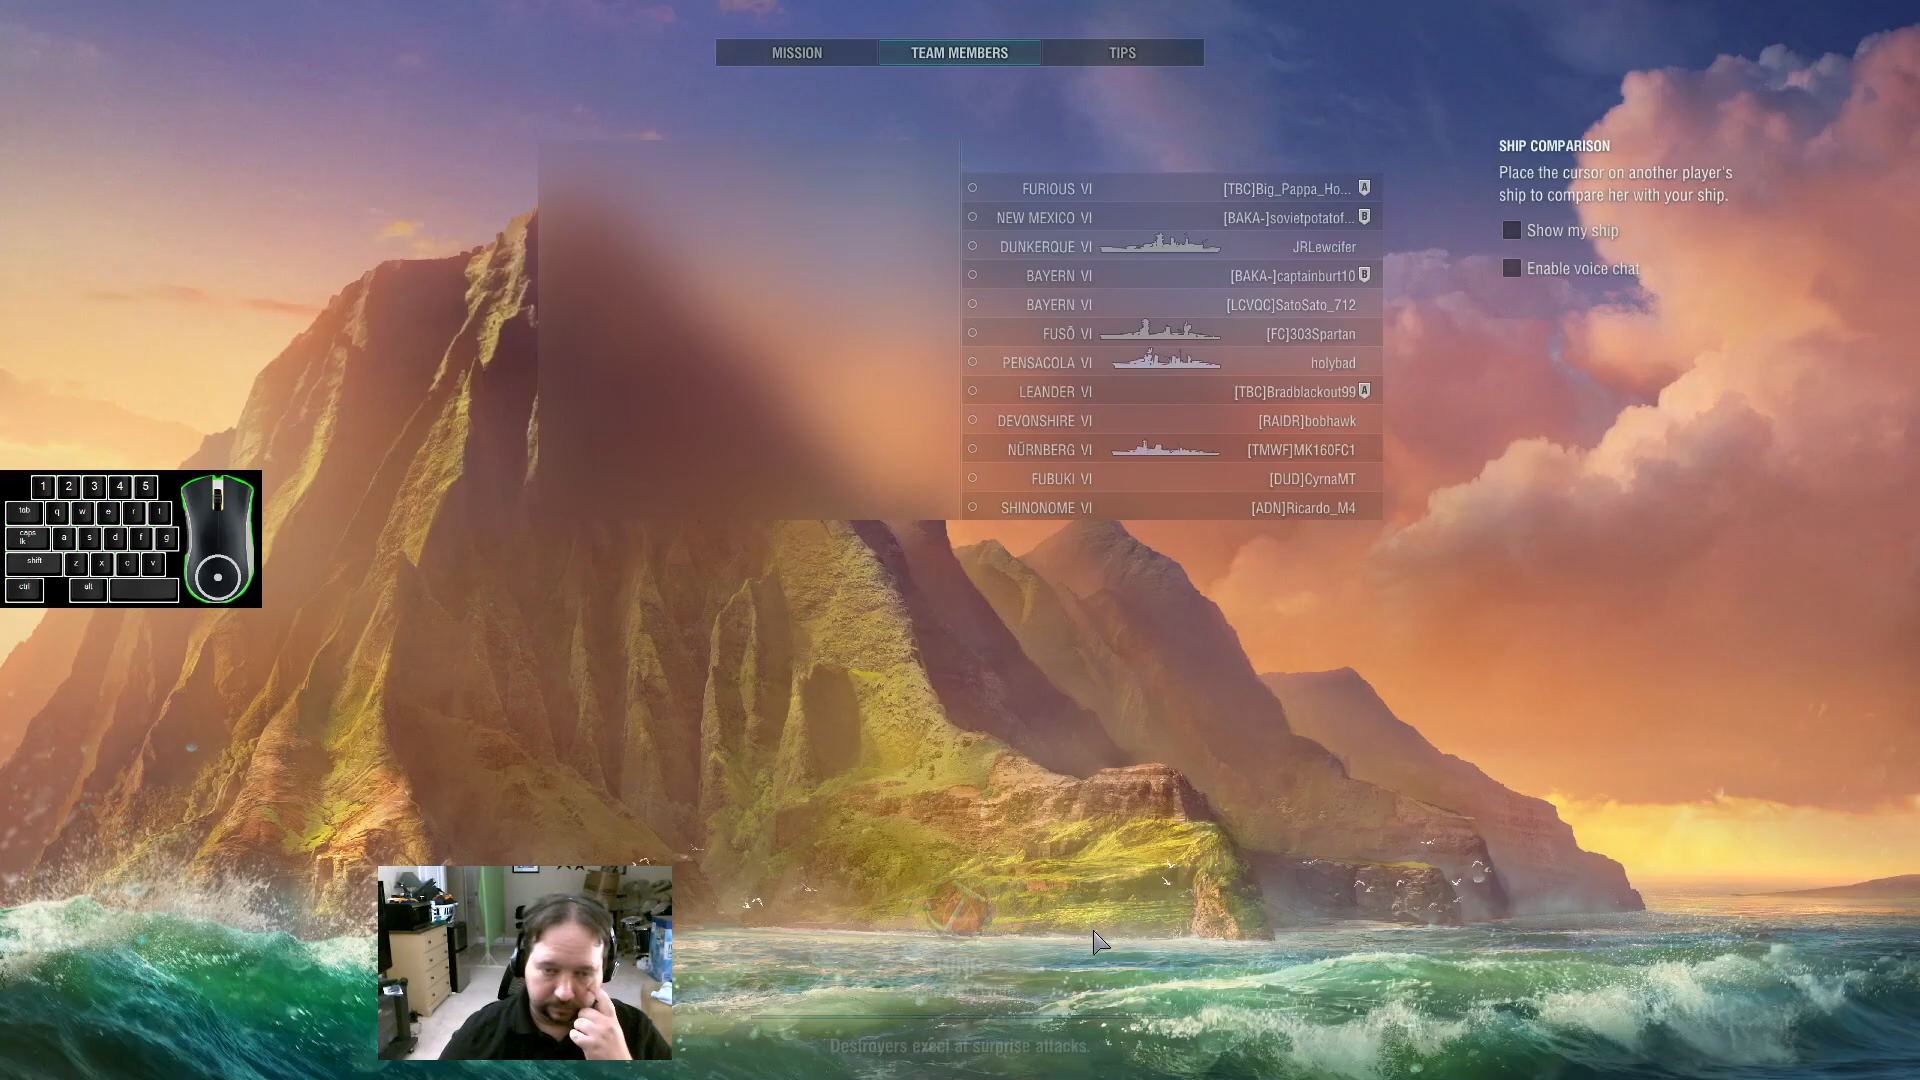 MISSION
TEAM MEMBERS
TIPS
FURIOUS VI [TBC]Big_Pappa_Ho... A
NEW MEXICO VI [BAKA-]sovietpotatof... B
DUNKERQUE VI JRLewcifer
BAYERN VI [BAKA-]captainburt10 B
BAYERN VI [LCVQC]SatoSato_712
FUSŌ VI [FC]303Spartan
PENSACOLA VI holybad
LEANDER VI [TBC]Bradblackout99 A
DEVONSHIRE VI [RAIDR]bobhawk
NÜRNBERG VI [TMWF]MK160FC1
FUBUKI VI [DUD]CyrnaMT
SHINONOME VI [ADN]Ricardo_M4
SHIP COMPARISON
Place the cursor on another player's
ship to compare her with your ship.
Show my ship
Enable voice chat
1 2 3 4 5
tab q w e r t
caps
lk
a s d f g
shift z x c v
ctrl alt
Destroyers excel at surprise attacks.